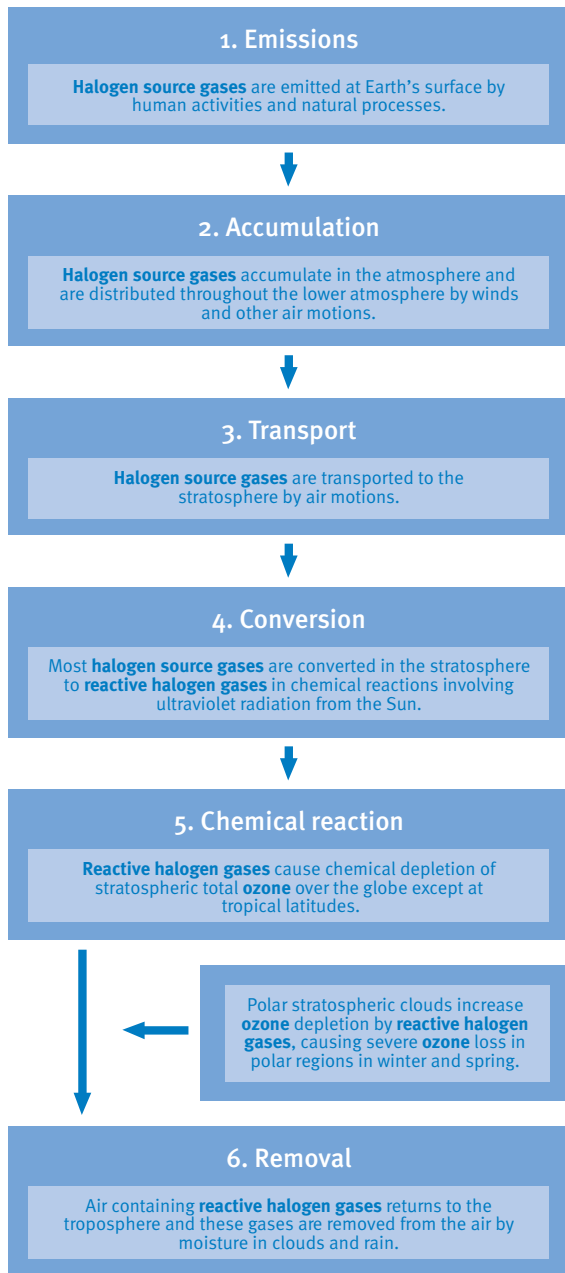 1. Emissions
Halogen source gases are emitted at Earth's surface by
human activities and natural processes.
2. Accumulation
Halogen source gases accumulate in the atmosphere and
are distributed throughout the lower atmosphere by winds
and other air motions.
3. Transport
Halogen source gases are transported to the
stratosphere by air motions.
4. Conversion
Most halogen source gases are converted in the stratosphere
to reactive halogen gases in chemical reactions involving
ultraviolet radiation from the Sun.
5. Chemical reaction
Reactive halogen gases cause chemical depletion of
stratospheric total ozone over the globe except at
tropical latitudes.
Polar stratospheric clouds increase
ozone depletion by reactive halogen
gases, causing severe ozone loss in
polar regions in winter and spring.
6. Removal
Air containing reactive halogen gases returns to the
troposphere and these gases are removed from the air by
moisture in clouds and rain.